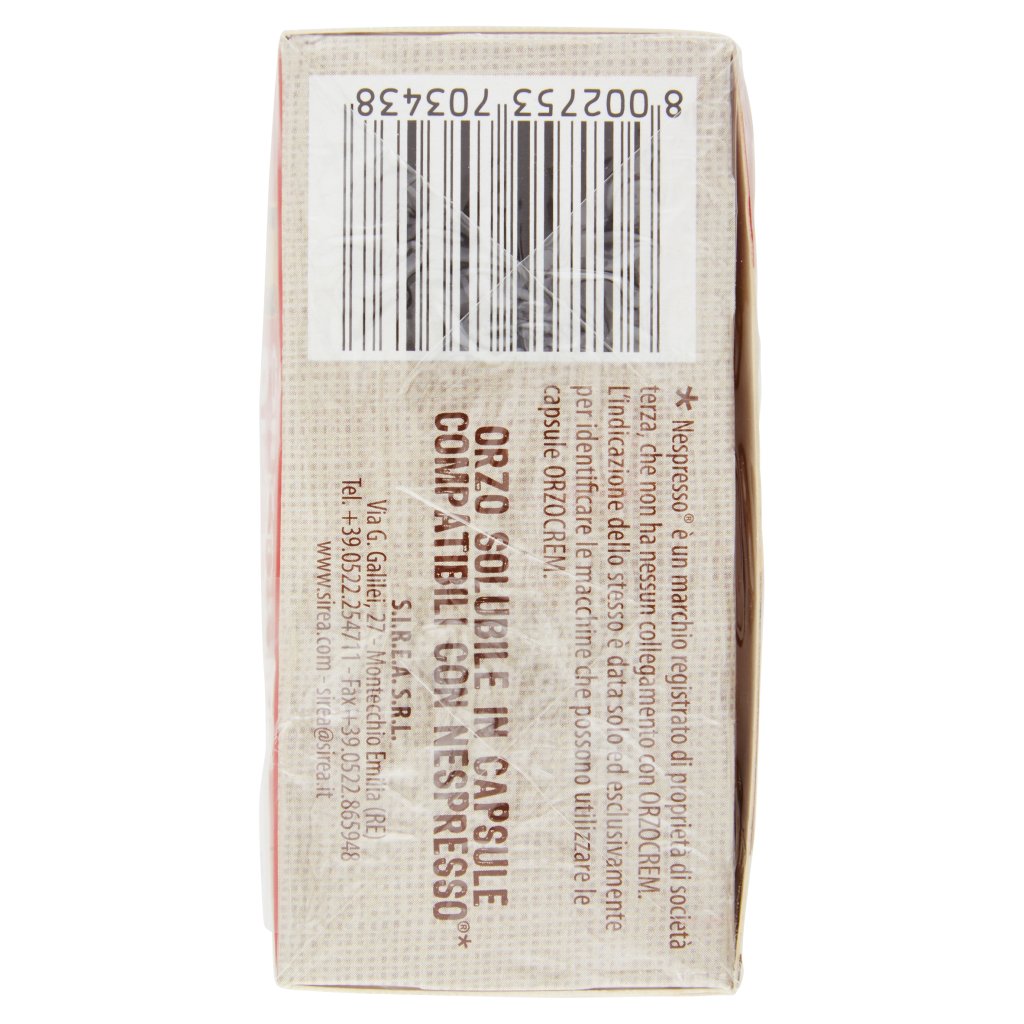 8 002753 703438
* Nespresso® è un marchio registrato di proprietà di società
terza, che non ha nessun collegamento con ORZOCREM.
L'indicazione dello stesso è data solo ed esclusivamente
per identificare le macchine che possono utilizzare le
capsule ORZOCREM.
ORZO SOLUBILE IN CAPSULE
COMPATIBILI CON NESPRESSO®*
S.I.R.E.A. S.R.L.
Via G. Galilei, 27 - Montecchio Emilia (RE)
Tel. +39.0522.254711 - Fax +39.0522.865948
www.sirea.com - sirea@sirea.it